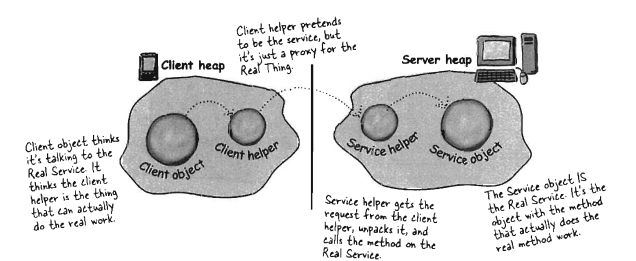 Client helper pretends
to be the service, but
it's just a proxy for the
Real Thing.
Client heap
Server heap
Client object thinks
it's talking to the
Real Service. It
thinks the client
helper is the thing
that can actually
do the real work.
Client object
Client helper
Service helper
Service object
Service helper gets the
request from the client
helper, unpacks it, and
calls the method on the
Real Service.
The Service object IS
the Real Service. It's the
object with the method
that actually does the
real method work.